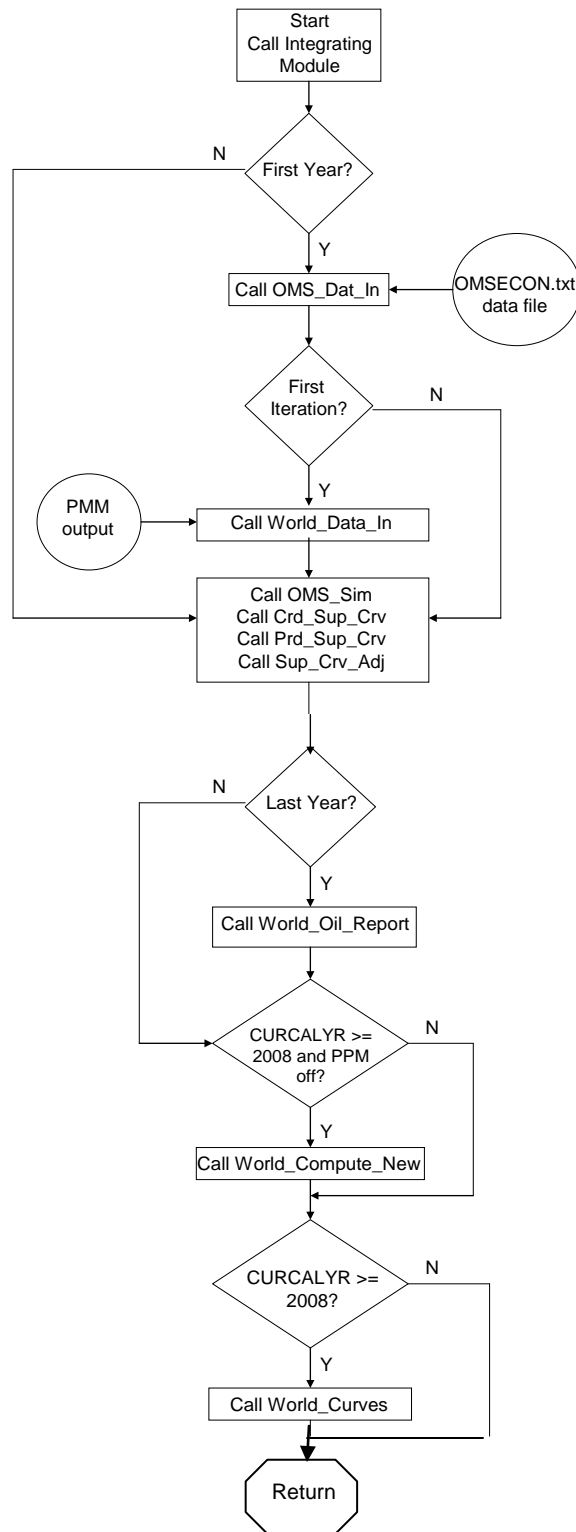 Start
Call Integrating
Module
N
First Year?
Y
Call OMS_Dat_In
OMSECON.txt
data file
First
Iteration?
N
Y
PMM
output
Call World_Data_In
Call OMS_Sim
Call Crd_Sup_Crv
Call Prd_Sup_Crv
Call Sup_Crv_Adj
N
Last Year?
Y
Call World_Oil_Report
CURCALYR >=
2008 and PPM
off?
N
Y
Call World_Compute_New
CURCALYR >=
2008?
N
Y
Call World_Curves
Return